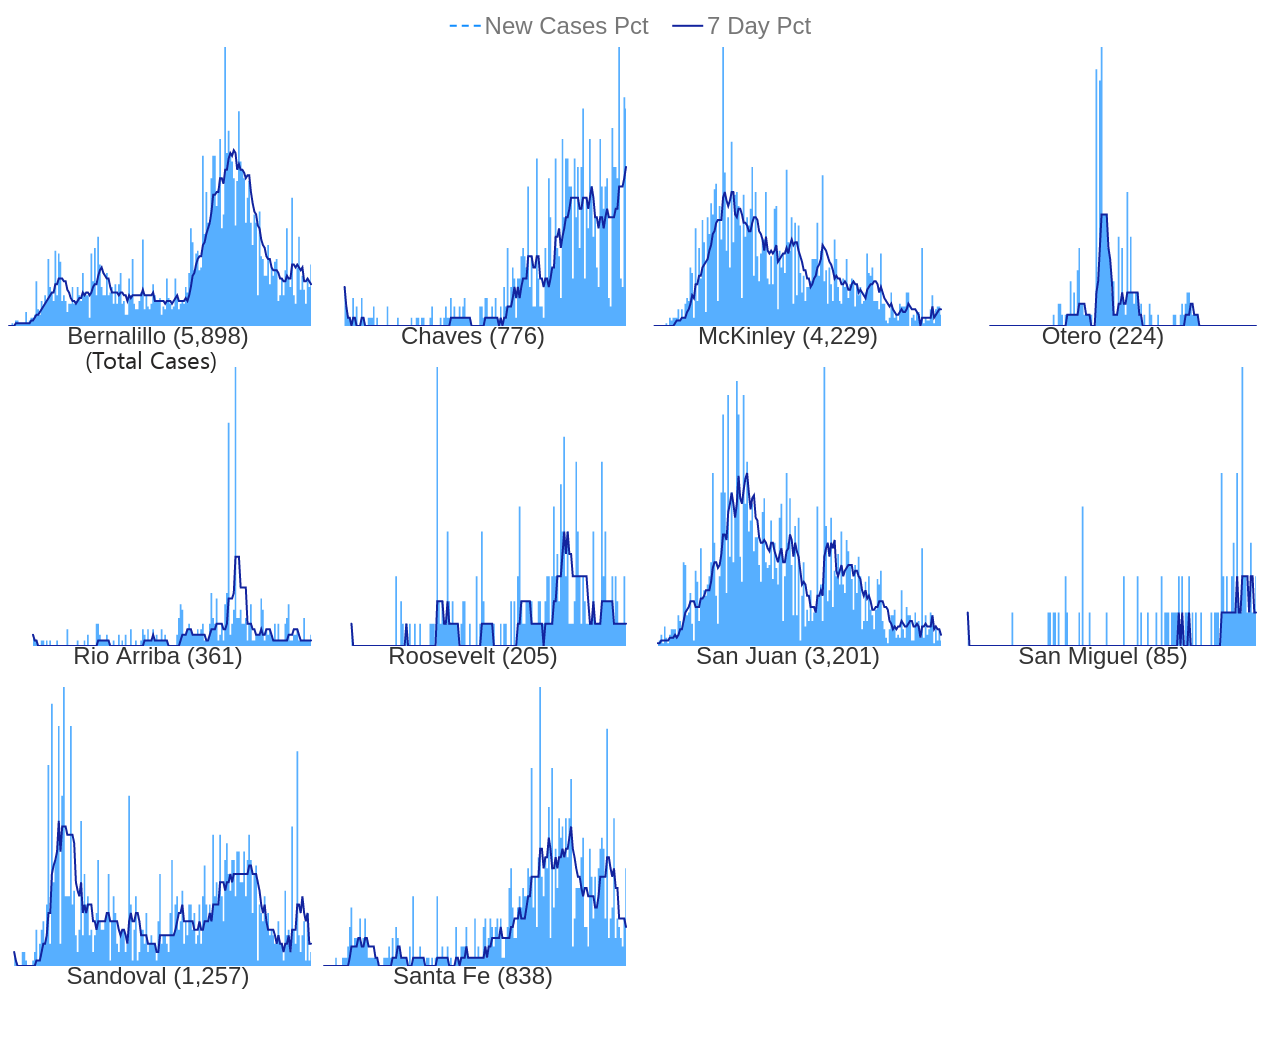 New Cases Pct 7 Day Pct
Bernalillo (5,898) Chaves (776) McKinley (4,229) Otero (224)
(Total Cases)
Rio Arriba (361) Roosevelt (205) San Juan (3,201) San Miguel (85)
Sandoval (1,257) Santa Fe (838)